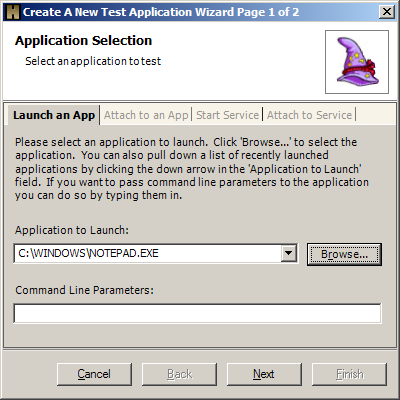 Create A New Test Application Wizard Page 1 of 2
Application Selection
Select an application to test
Launch an App
Attach to an App
Start Service
Attach to Service
Please select an application to launch.  Click 'Browse...' to select the
application.  You can also pull down a list of recently launched
applications by clicking the down arrow in the 'Application to Launch'
field.  If you want to pass command line parameters to the application
you can do so by typing them in.
Application to Launch:
C:\WINDOWS\NOTEPAD.EXE
Browse...
Command Line Parameters:
Cancel
Back
Next
Finish